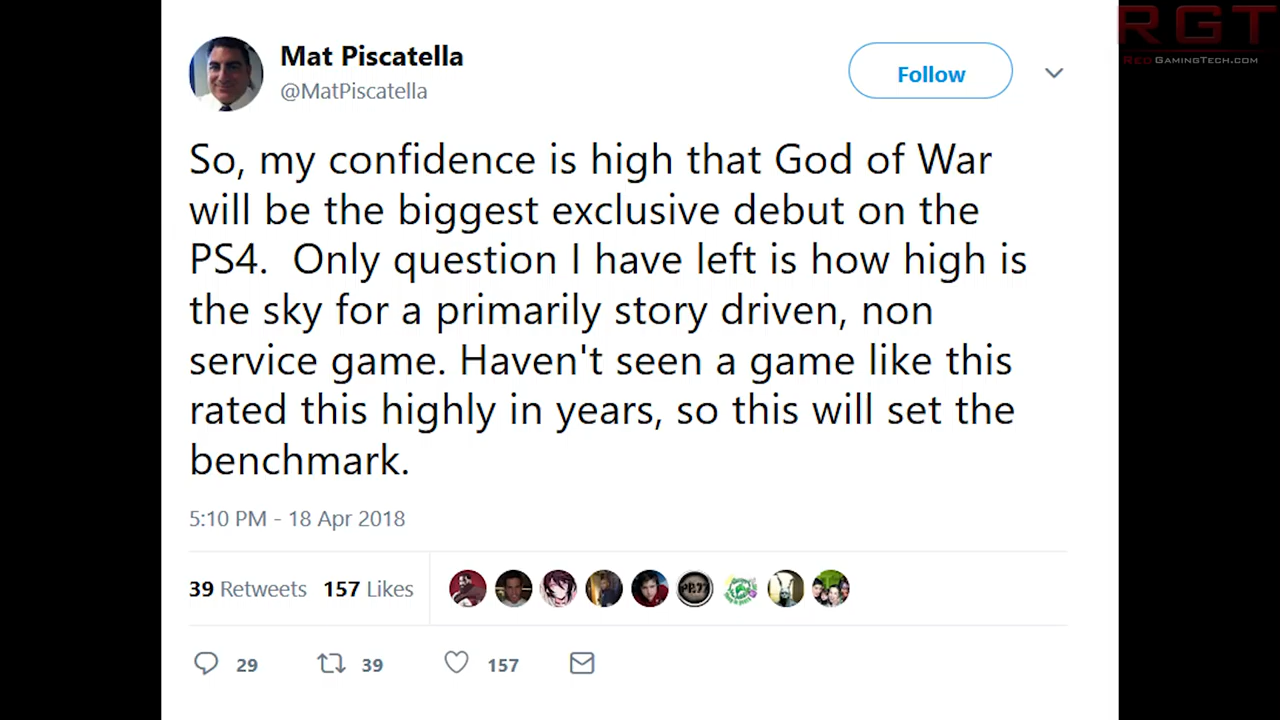 RGT
RED GAMINGTECH.COM
Mat Piscatella
@MatPiscatella
Follow
So, my confidence is high that God of War
will be the biggest exclusive debut on the
PS4.  Only question I have left is how high is
the sky for a primarily story driven, non
service game. Haven't seen a game like this
rated this highly in years, so this will set the
benchmark.
5:10 PM - 18 Apr 2018
39 Retweets 157 Likes
29 39 157